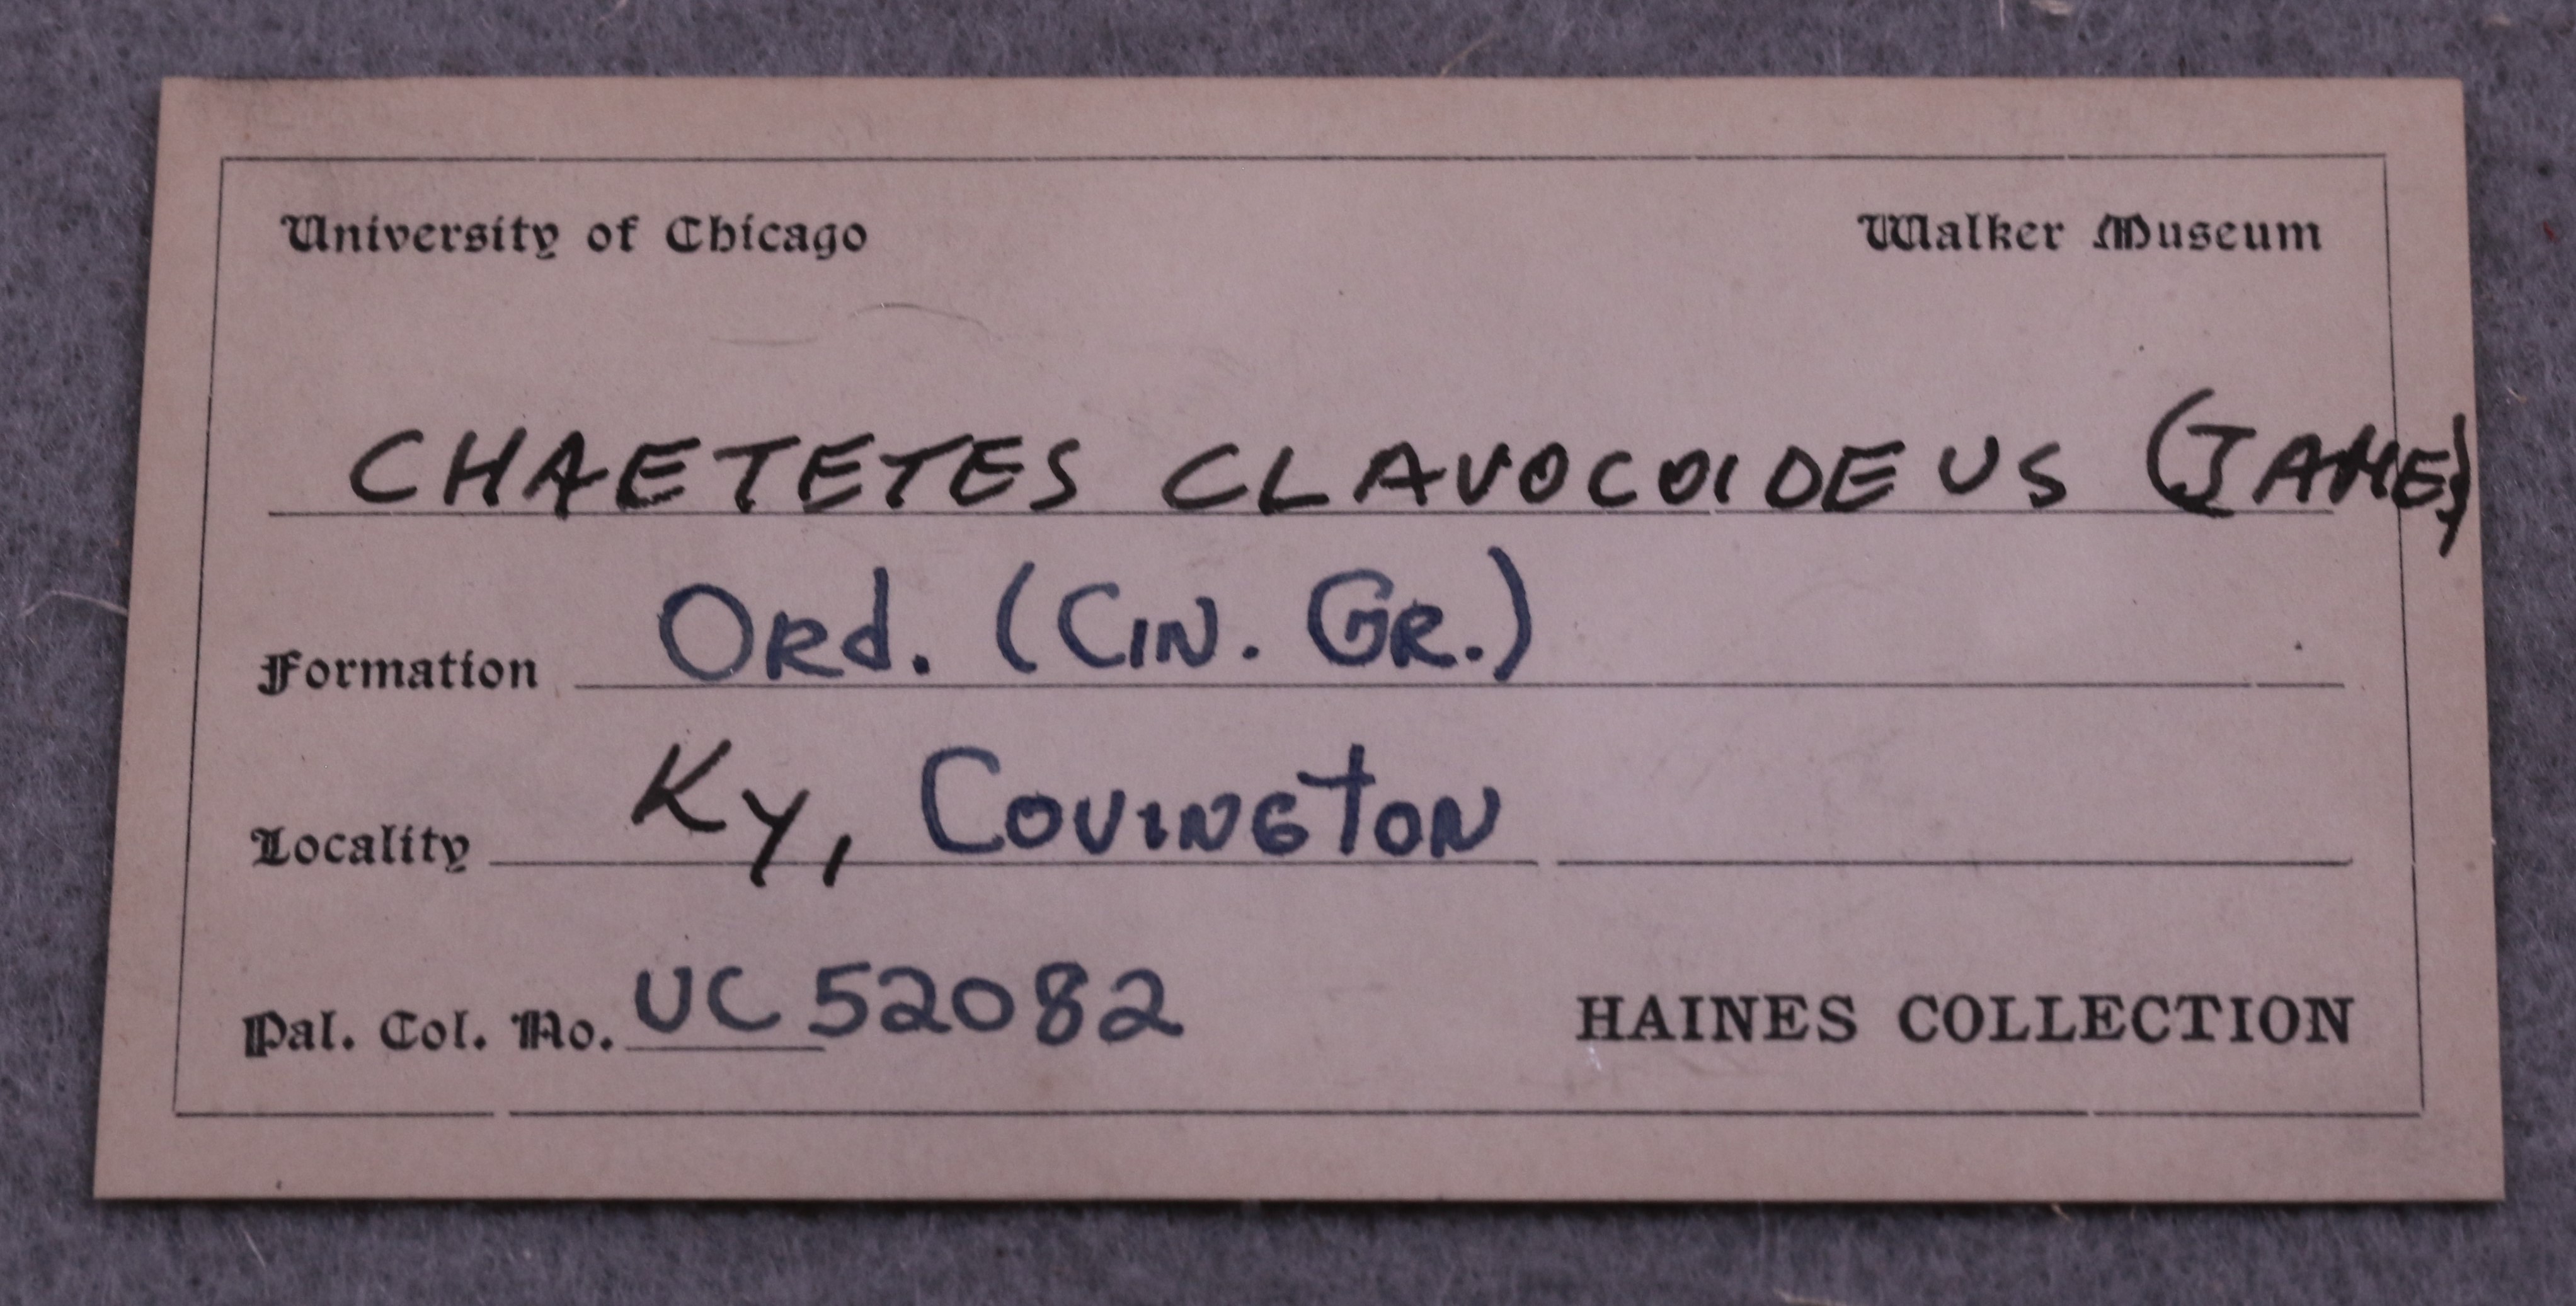 University of Chicago Walker Museum
CHAETETES CLAVOCOIDEUS (JAMES)
Formation Ord. (Cin. Gr.)
Locality Ky, Covington
Pal. Col. No. UC 52082 HAINES COLLECTION